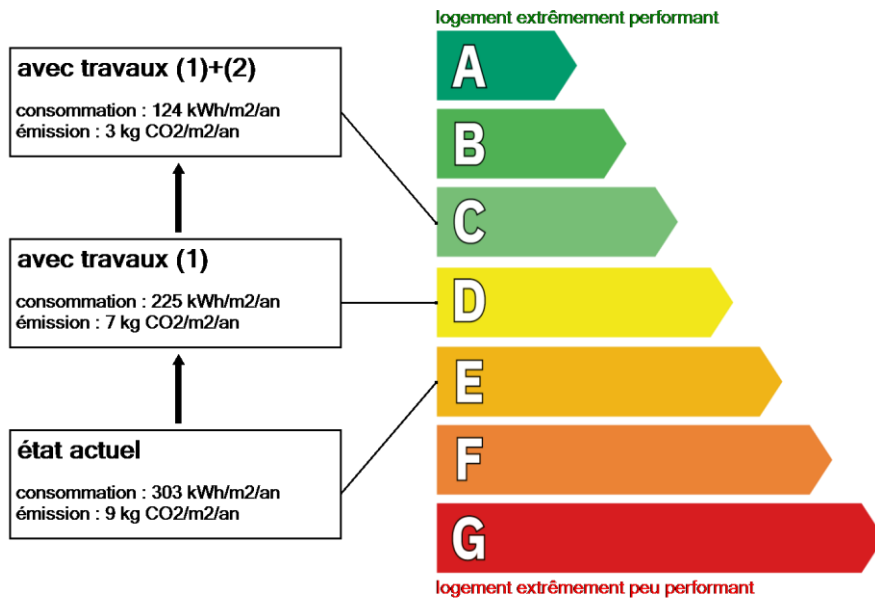 logement extrêmement performant
avec travaux (1)+(2)
consommation : 124 kWh/m2/an
émission : 3 kg CO2/m2/an
avec travaux (1)
consommation : 225 kWh/m2/an
émission : 7 kg CO2/m2/an
état actuel
consommation : 303 kWh/m2/an
émission : 9 kg CO2/m2/an
A
B
C
D
E
F
G
logement extrêmement peu performant